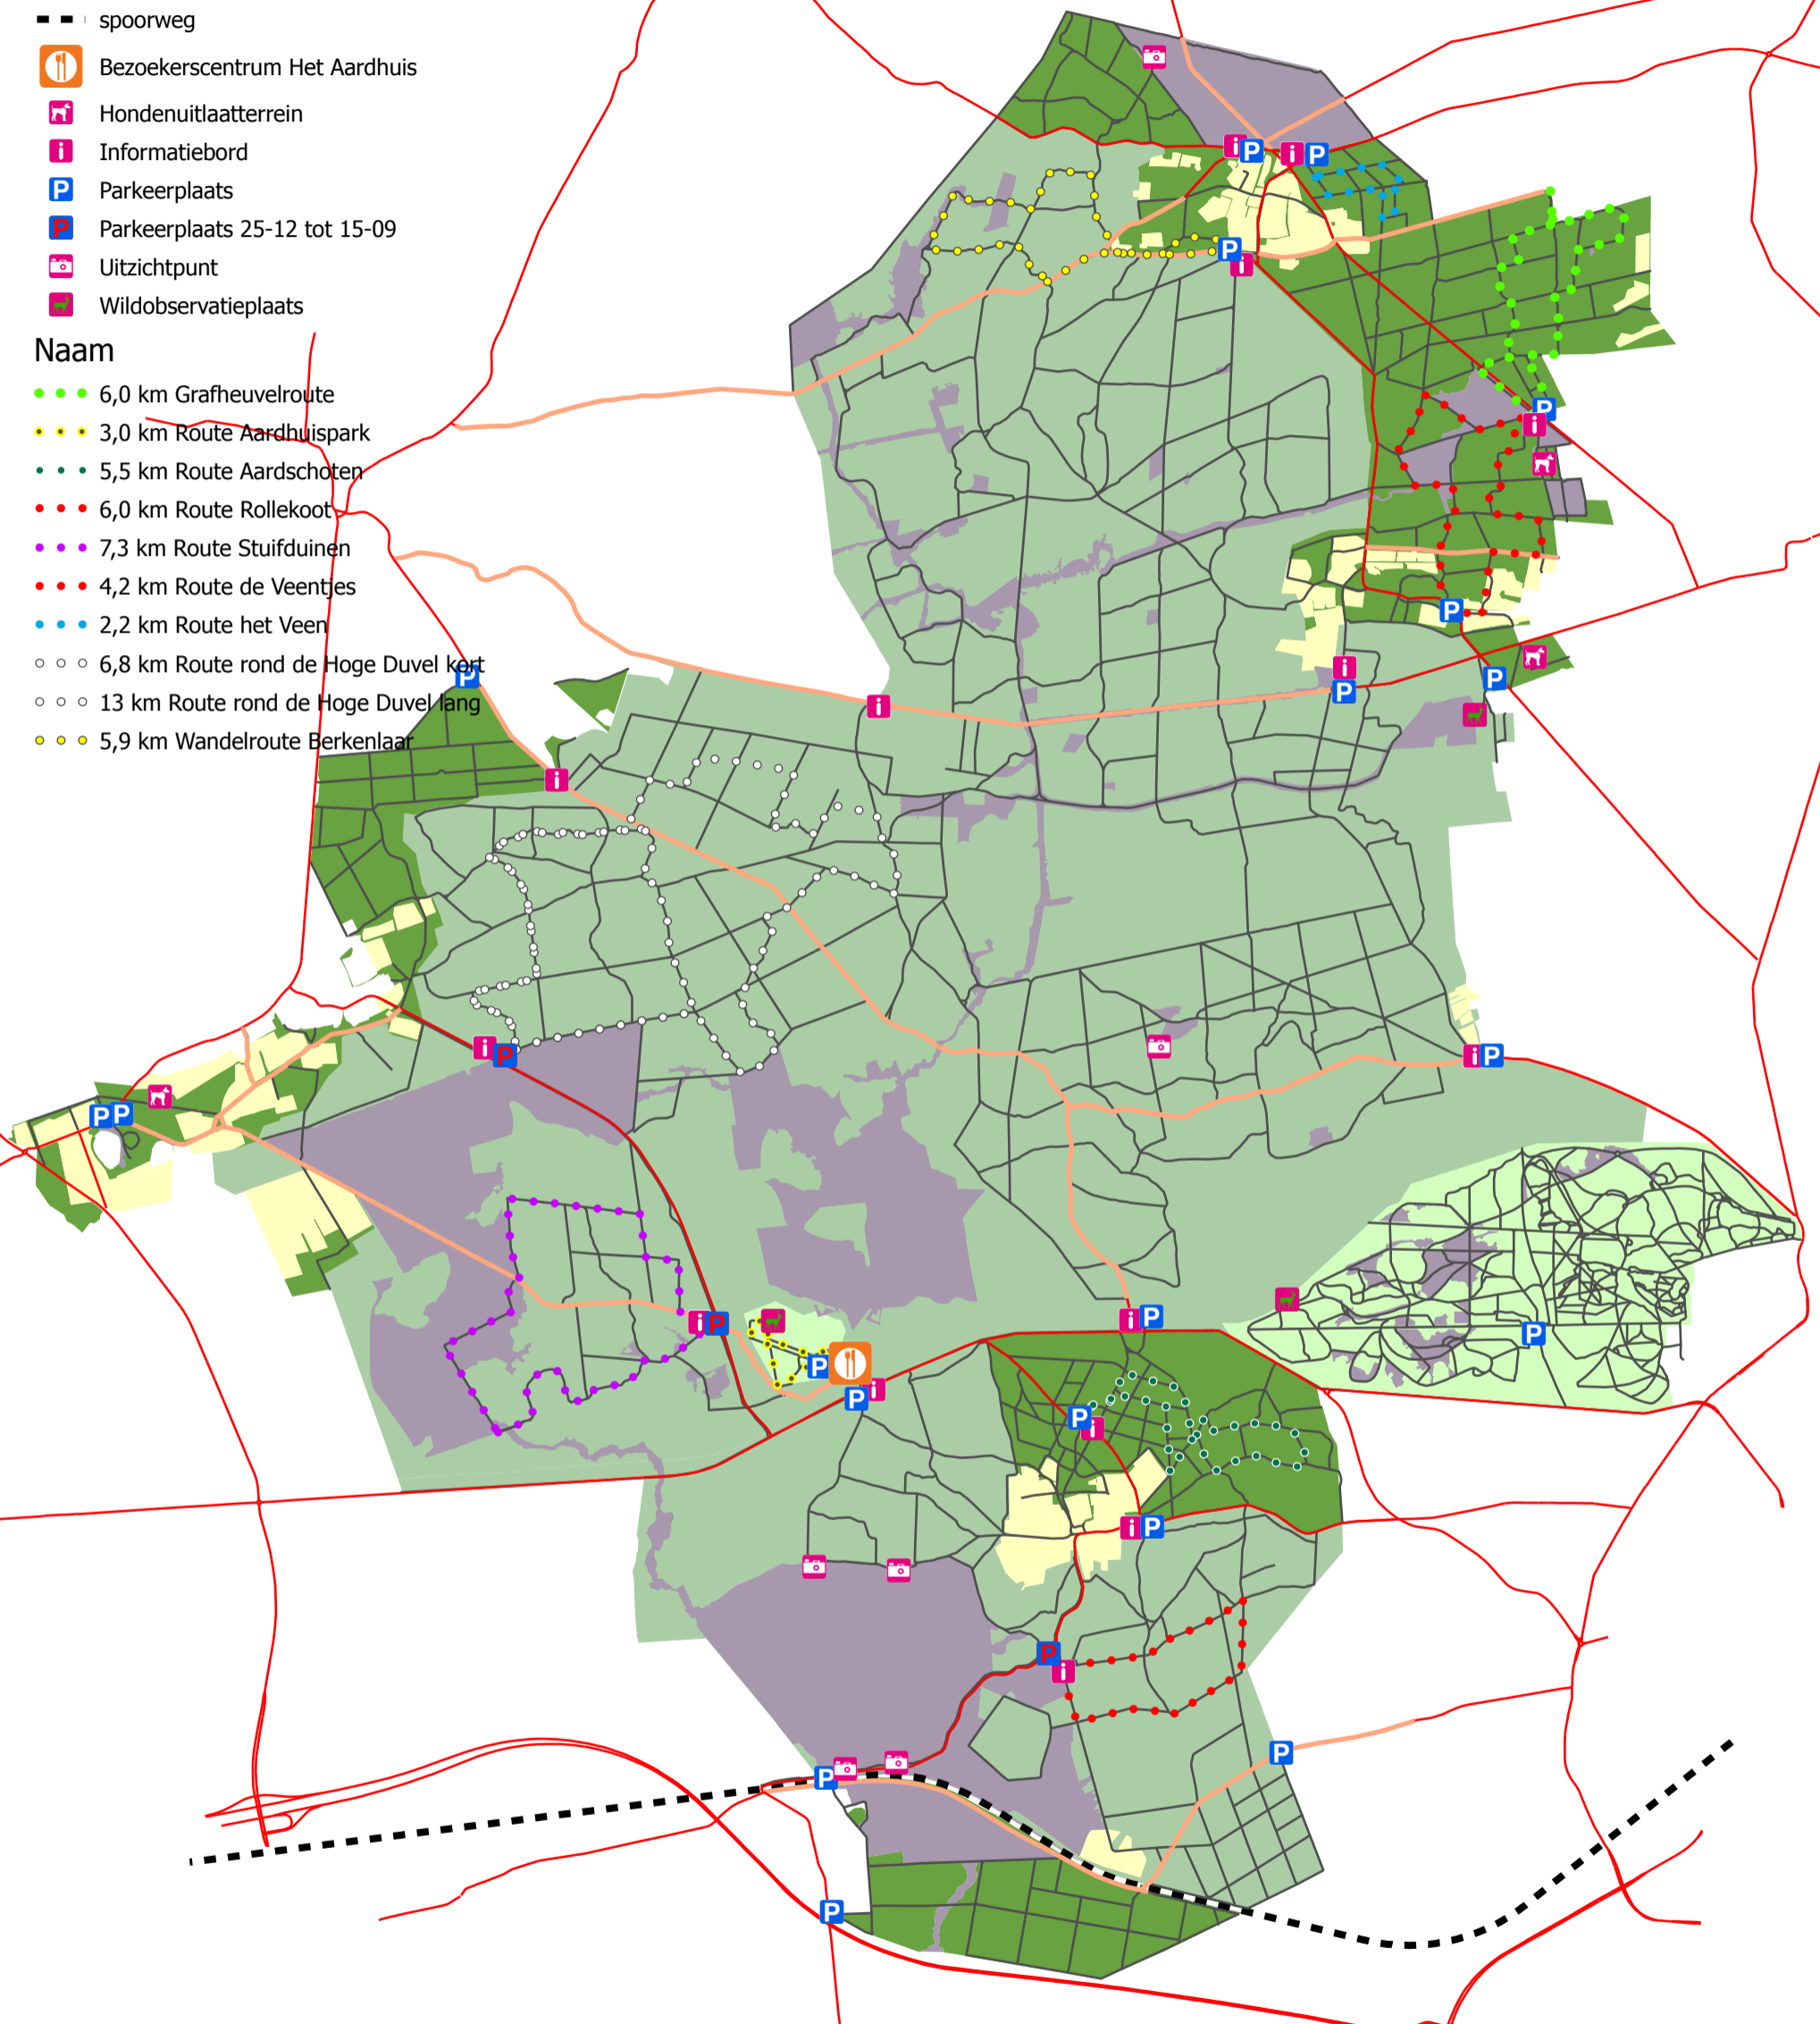 spoorweg
Bezoekerscentrum Het Aardhuis
Hondenuitlaatterrein
Informatiebord
Parkeerplaats
Parkeerplaats 25-12 tot 15-09
Uitzichtpunt
Wildobservatieplaats
Naam
6,0 km Grafheuvelroute
3,0 km Route Aardhuispark
5,5 km Route Aardschoten
6,0 km Route Rollekoot
7,3 km Route Stuifduinen
4,2 km Route de Veentjes
2,2 km Route het Veen
6,8 km Route rond de Hoge Duvel kort
13 km Route rond de Hoge Duvel lang
5,9 km Wandelroute Berkenlaar